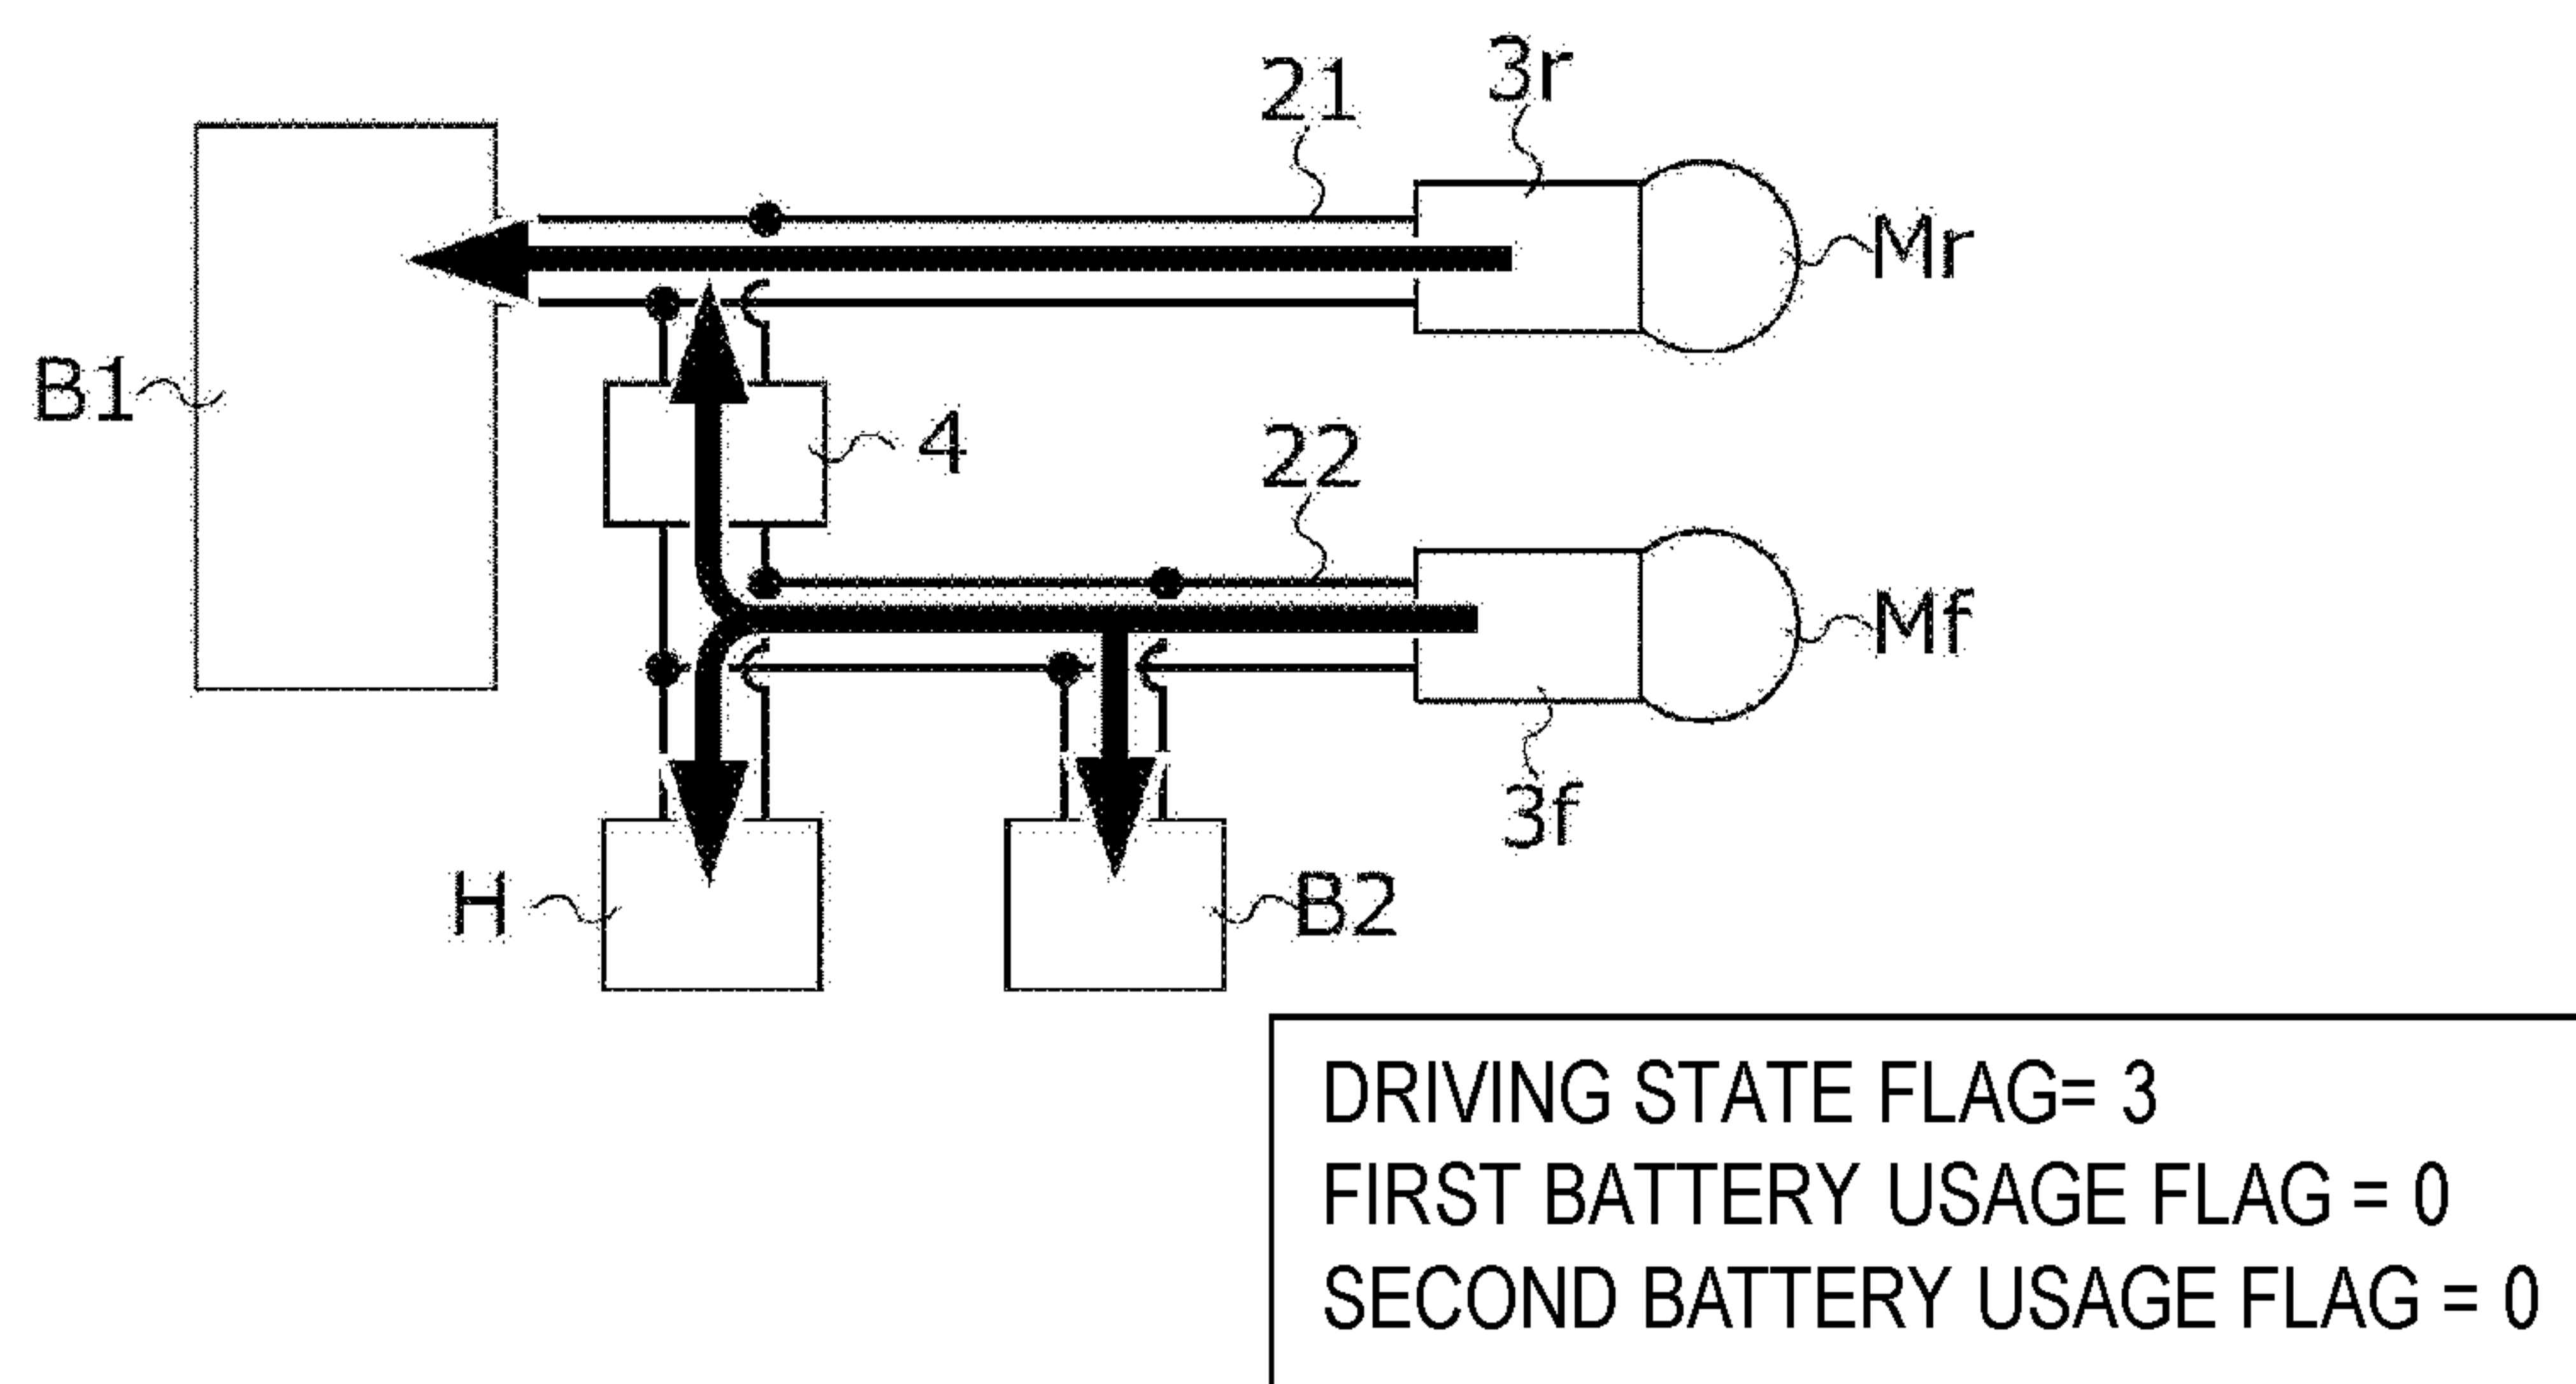 3r
21
Mr
B1
4
22
Mf
3f
H
B2
DRIVING STATE FLAG= 3
FIRST BATTERY USAGE FLAG = 0
SECOND BATTERY USAGE FLAG = 0